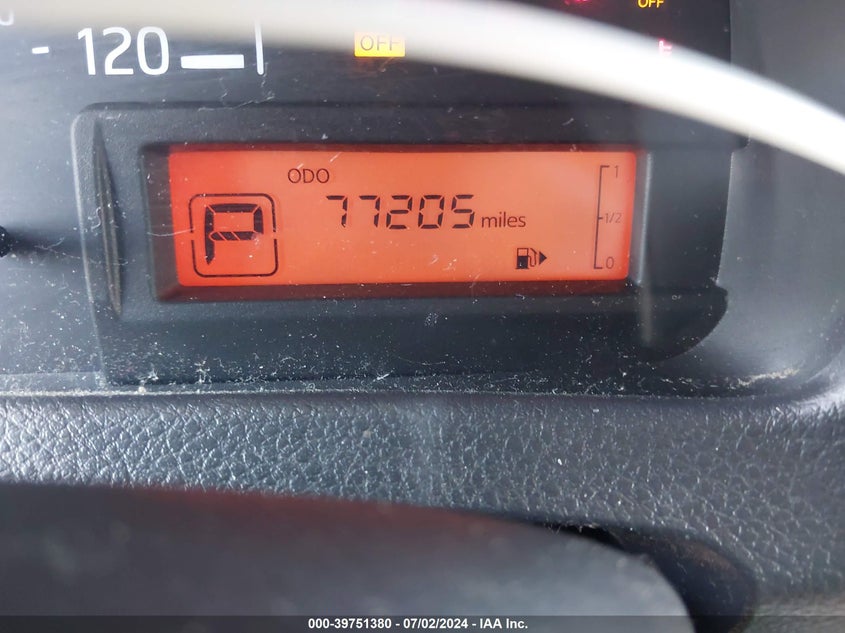 120
OFF
OFF
ODO
77205 miles
P
1
1/2
0
000-39751380 - 07/02/2024 - IAA Inc.